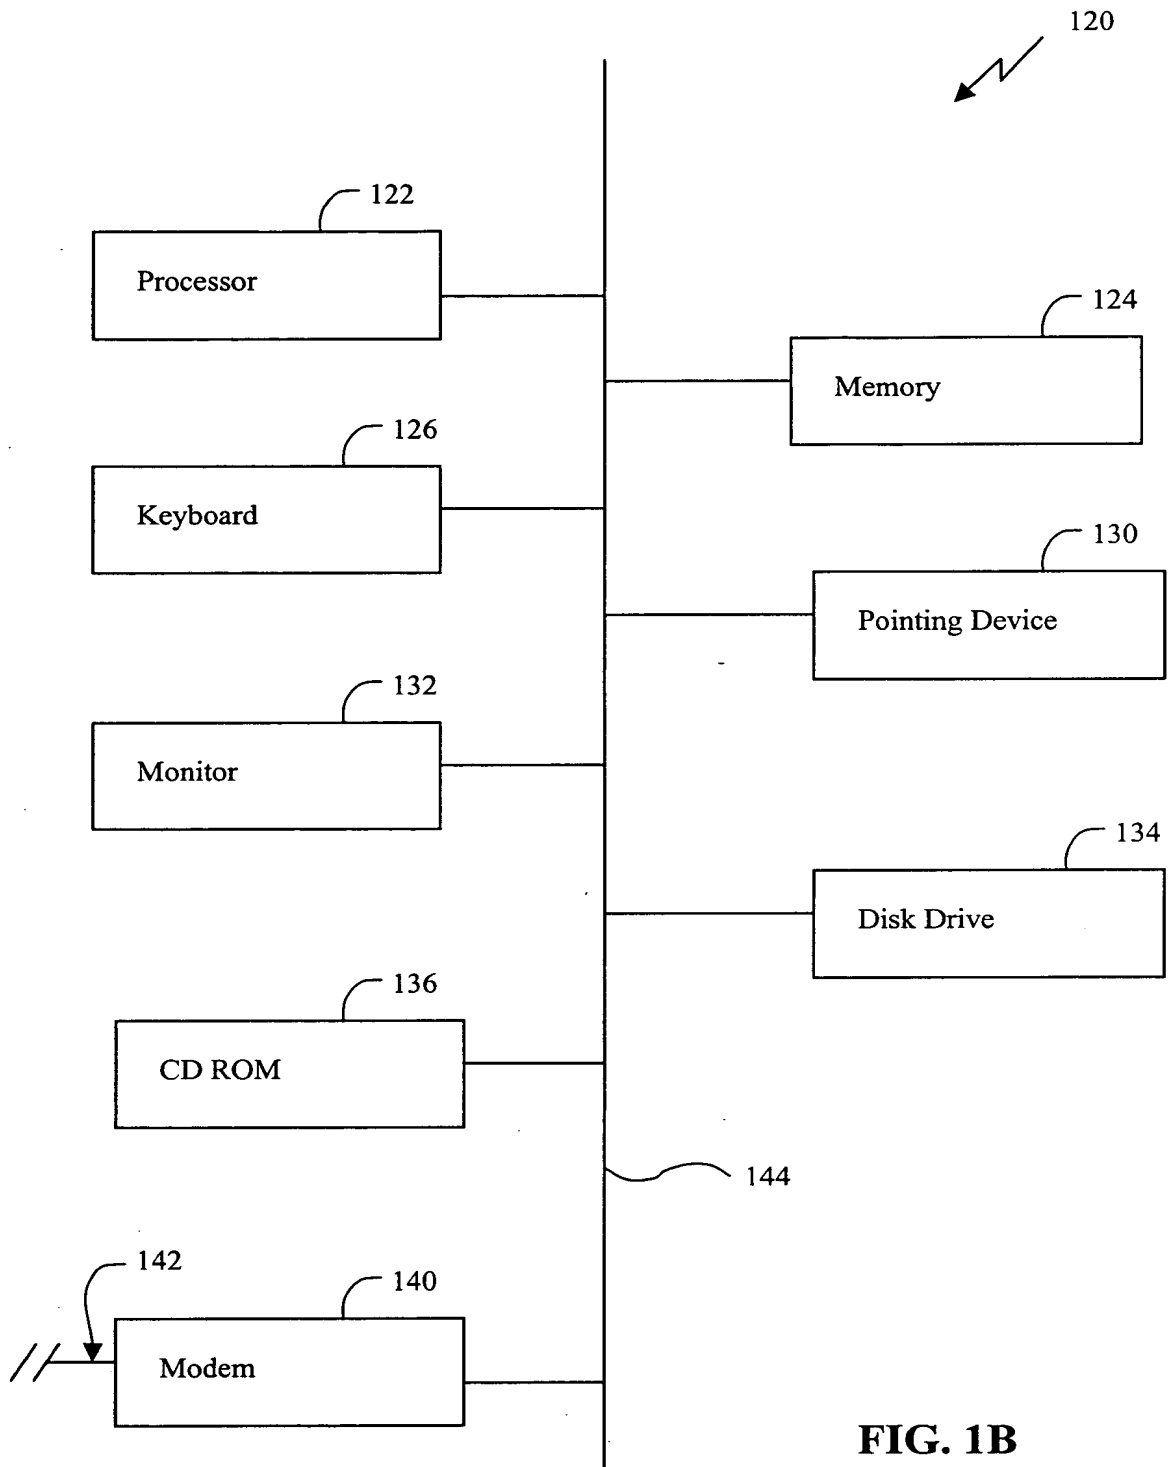 120
122
Processor
124
Memory
126
Keyboard
130
Pointing Device
132
Monitor
134
Disk Drive
136
CD ROM
144
142
140
Modem
FIG. 1B